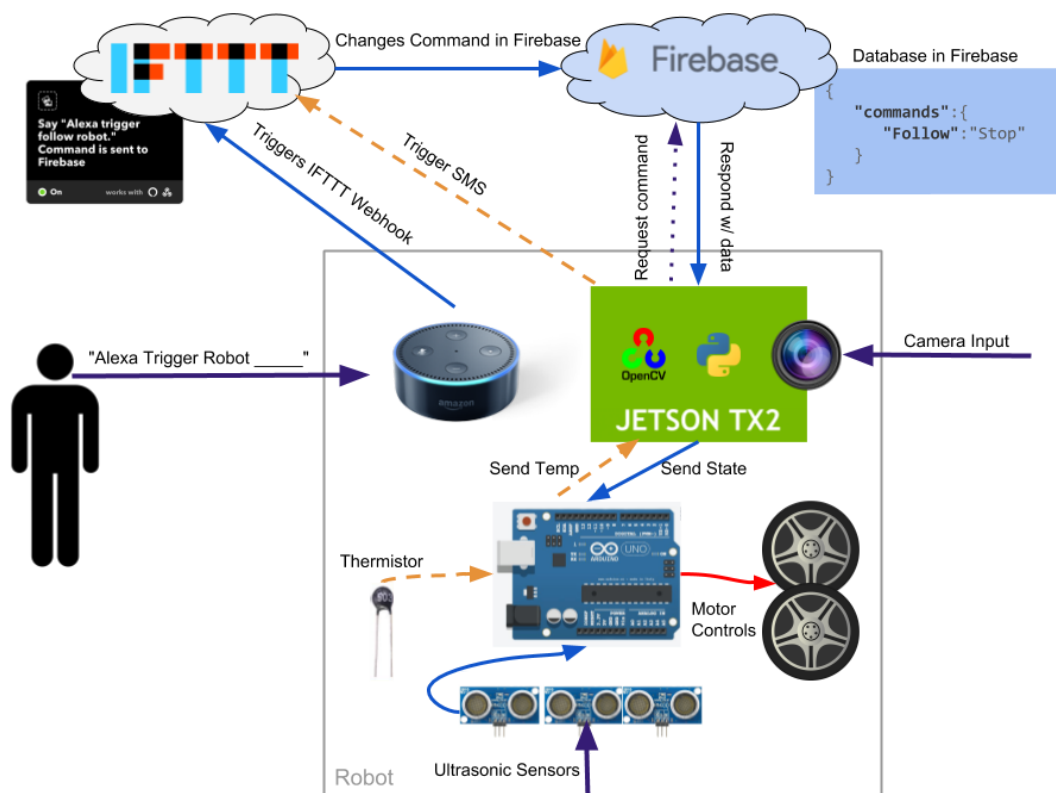 IFTTT
Changes Command in Firebase
Firebase
Database in Firebase
{
"commands":{
"Follow":"Stop"
}
}
Say "Alexa trigger
follow robot."
Command is sent to
Firebase
On
works with
Triggers IFTTT Webhook
Trigger SMS
Request command
Respond w/ data
"Alexa Trigger Robot _____"
amazon
OpenCV
JETSON TX2
Camera Input
Send Temp
Send State
Thermistor
UNO
ARDUINO
Motor
Controls
Ultrasonic Sensors
Robot